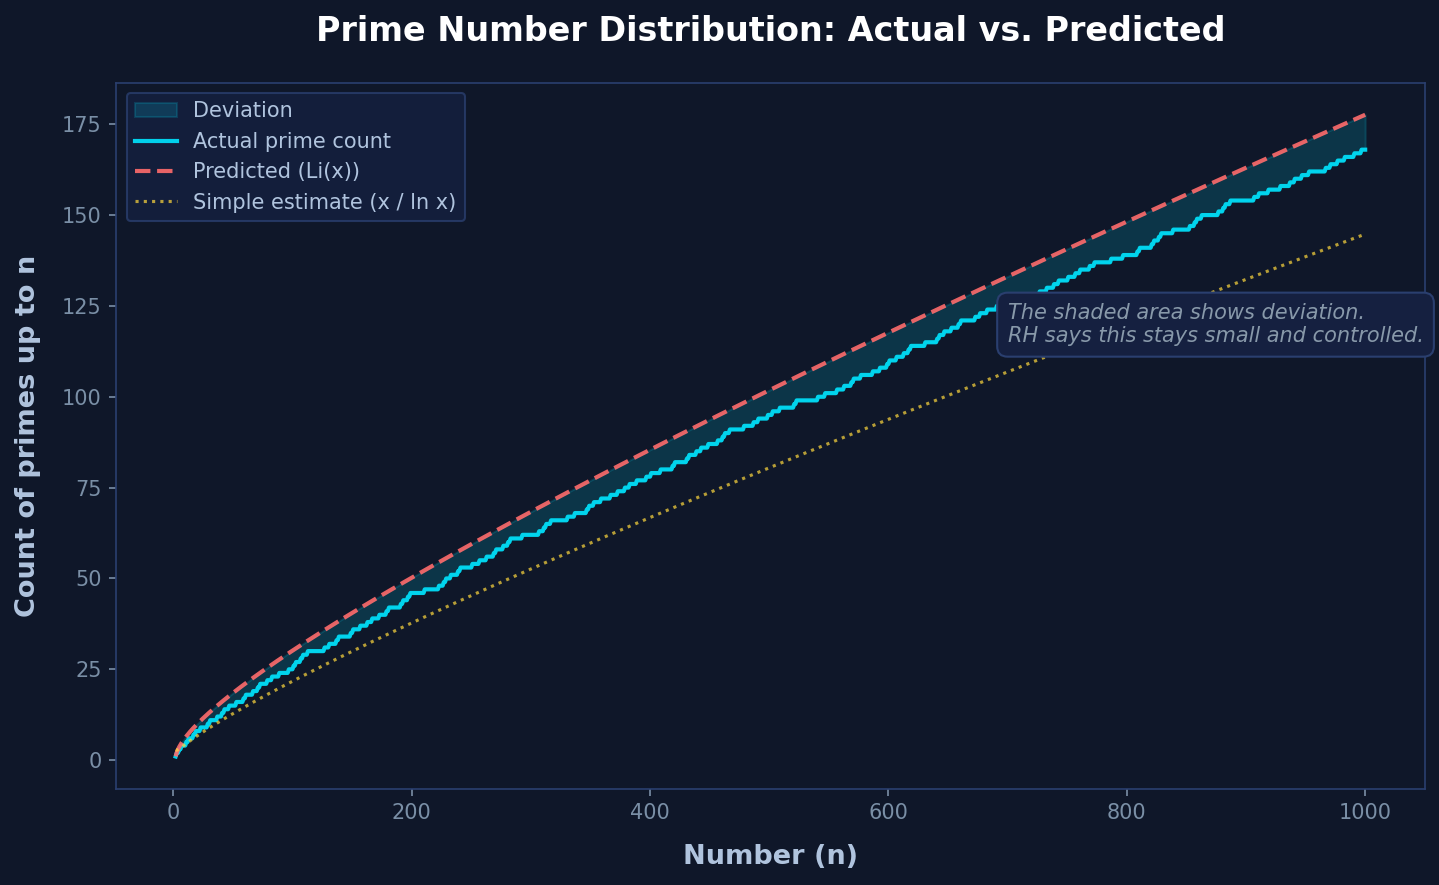 Prime Number Distribution: Actual vs. Predicted
Deviation
Actual prime count
Predicted (Li(x))
Simple estimate (x / ln x)
175
150
125
100
75
50
25
0
Count of primes up to n
The shaded area shows deviation.
RH says this stays small and controlled.
0
200
400
600
800
1000
Number (n)